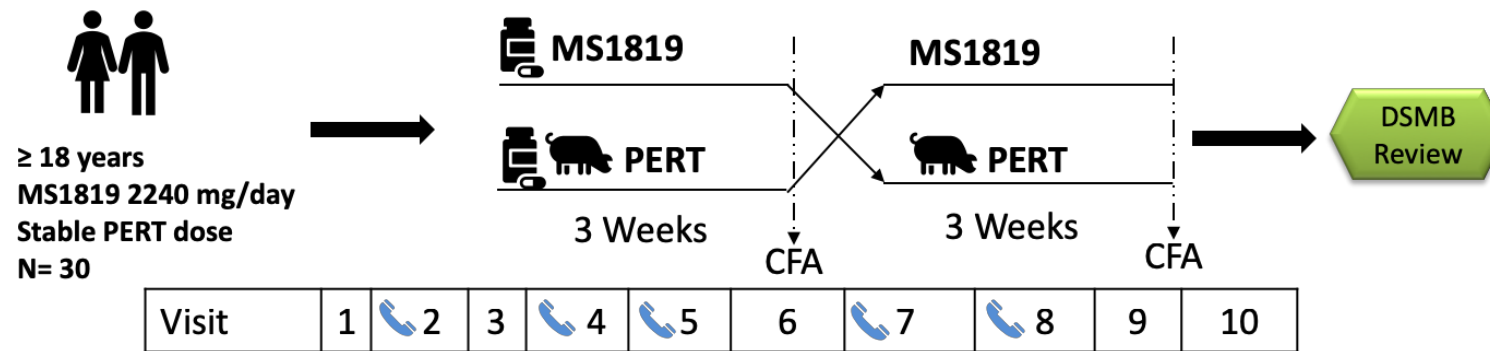 ≥ 18 years
MS1819 2240 mg/day
Stable PERT dose
N= 30
MS1819
PERT
3 Weeks
CFA
MS1819
PERT
3 Weeks
CFA
DSMB
Review
Visit 1 2 3 4 5 6 7 8 9 10